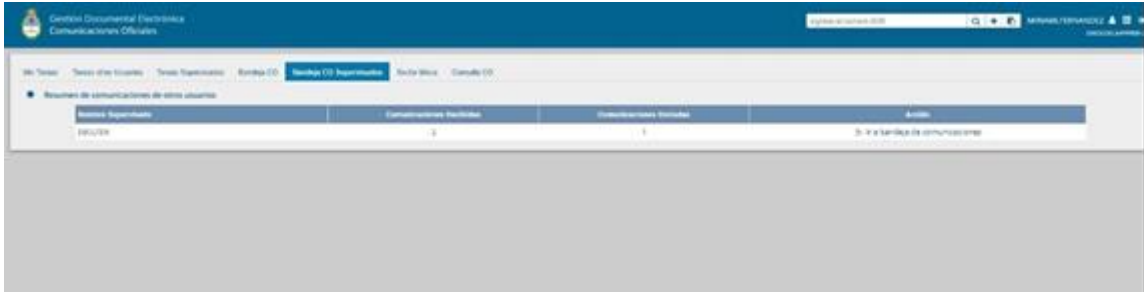 Gestión Documental Electrónica
Comunicaciones Oficiales
Mis Tareas Tareas otros Usuarios Tareas Supervisados Bandeja CO Bandeja CO Supervisados Consulta CO
Resumen de comunicaciones de otros usuarios
Nombre Supervisado Comunicaciones Recibidas Comunicaciones Enviadas Acción
2 1 Ir a bandeja de comunicaciones